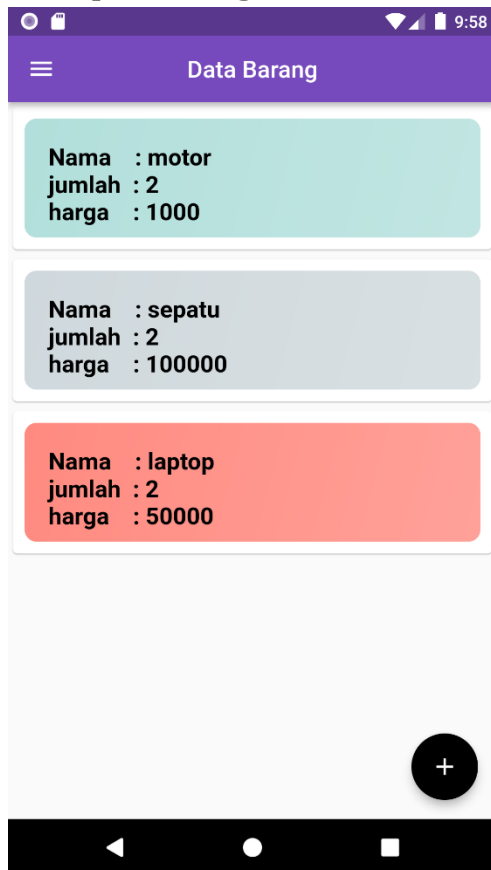 9:58
Data Barang
Nama : motor
jumlah : 2
harga : 1000
Nama : sepatu
jumlah : 2
harga : 100000
Nama : laptop
jumlah : 2
harga : 50000
+